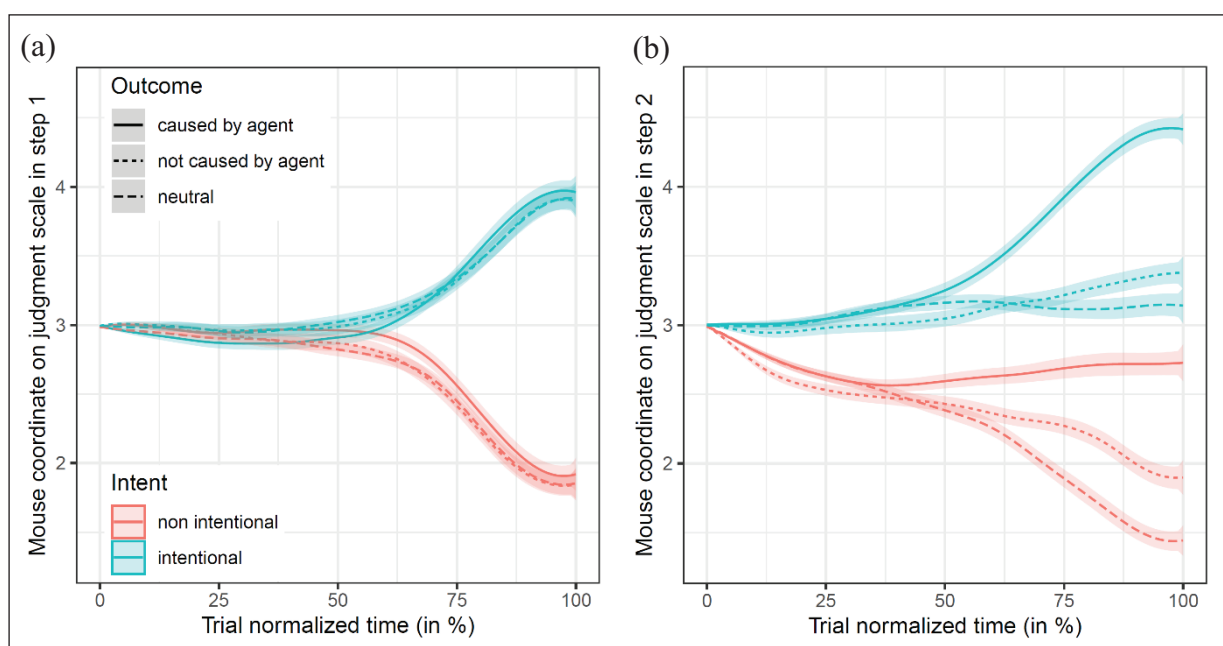 (a)
Outcome
caused by agent
not caused by agent
neutral
Intent
non intentional
intentional
4
3
2
Mouse coordinate on judgment scale in step 1
0 25 50 75 100
Trial normalized time (in %)
(b)
4
3
2
Mouse coordinate on judgment scale in step 2
0 25 50 75 100
Trial normalized time (in %)